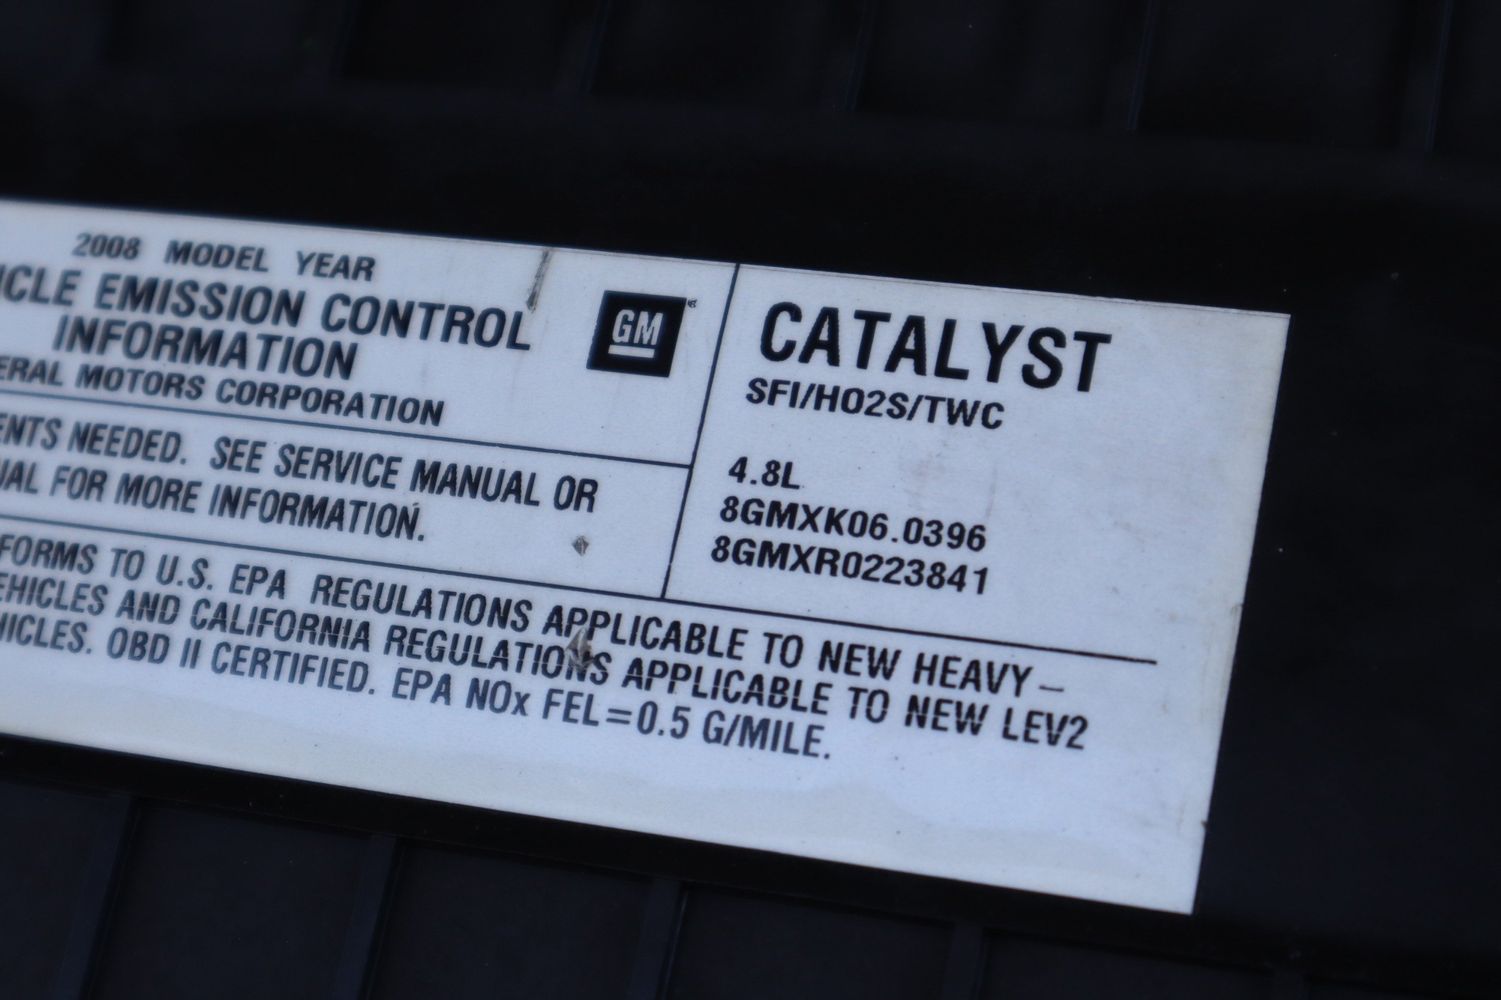 2008 MODEL YEAR
ICLE EMISSION CONTROL
INFORMATION
ERAL MOTORS CORPORATION
GM
ENTS NEEDED. SEE SERVICE MANUAL OR
UAL FOR MORE INFORMATION.
CATALYST
SFI/HO2S/TWC
4.8L
8GMXK06.0396
8GMXR0223841
FORMS TO U.S. EPA REGULATIONS APPLICABLE TO NEW HEAVY–
EHICLES AND CALIFORNIA REGULATIONS APPLICABLE TO NEW LEV2
HICLES. OBD II CERTIFIED. EPA NOx FEL=0.5 G/MILE.